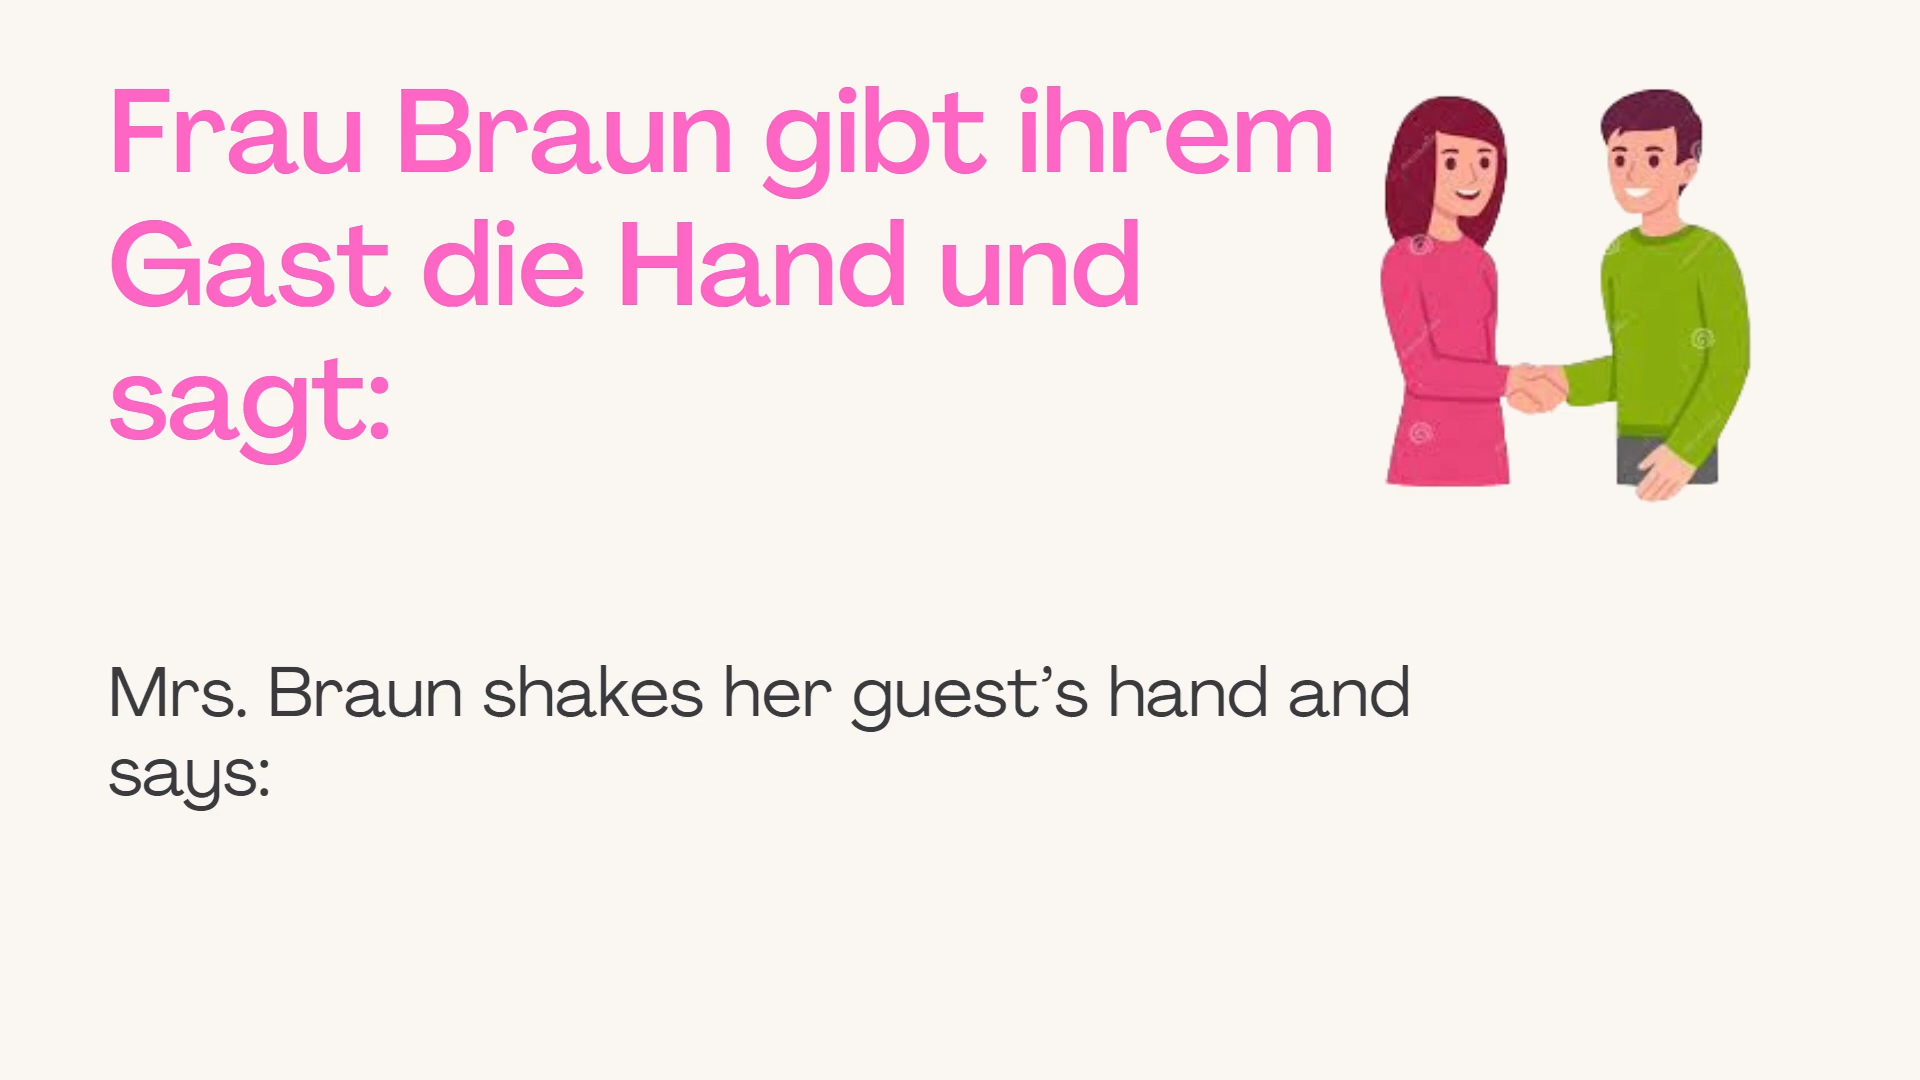 Frau Braun gibt ihrem
Gast die Hand und
sagt:
Mrs. Braun shakes her guest’s hand and
says: